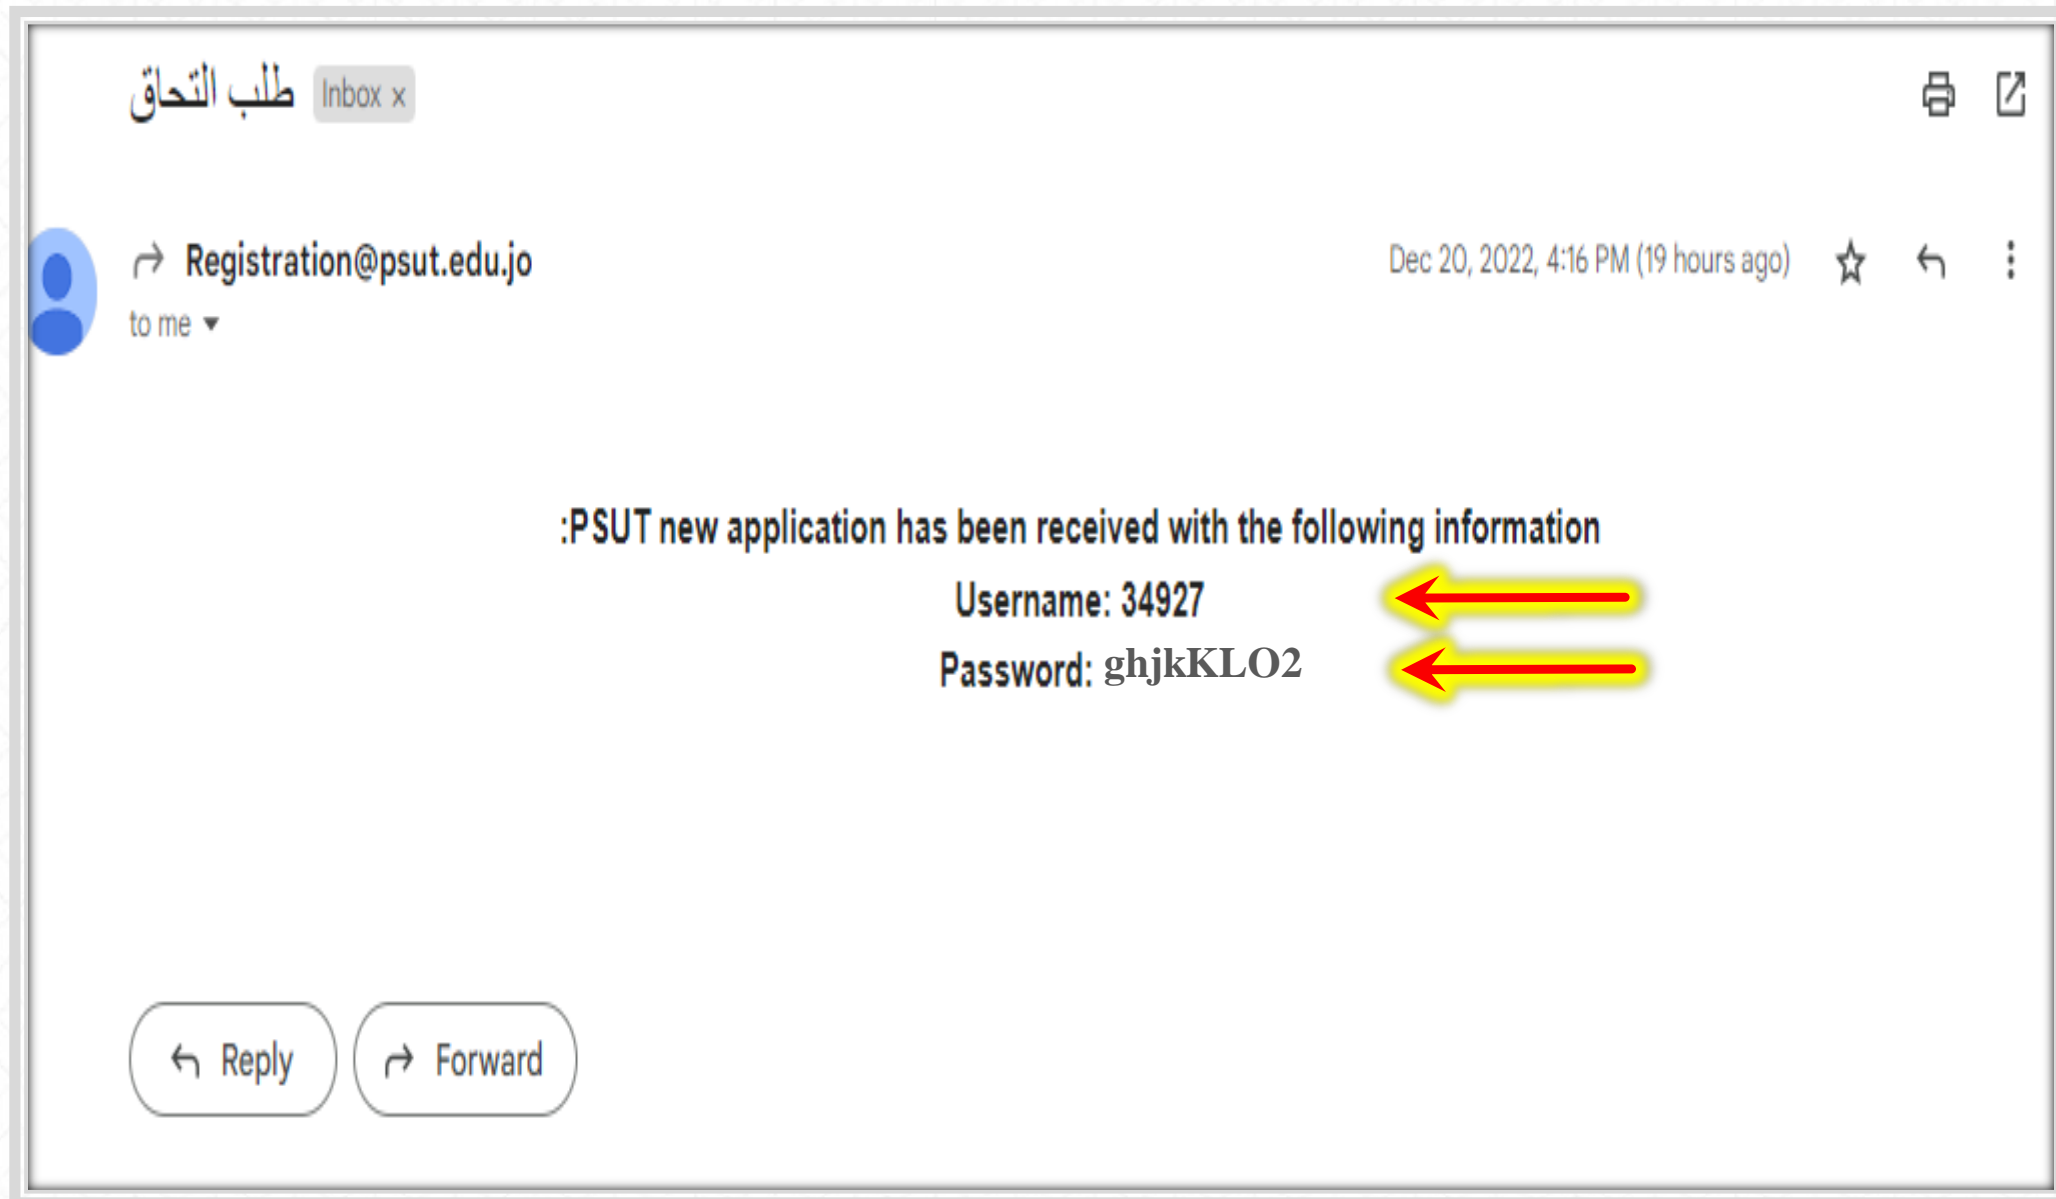 طلب التحاق Inbox ×
Registration@psut.edu.jo Dec 20, 2022, 4:16 PM (19 hours ago)
to me
:PSUT new application has been received with the following information
Username: 34927
Password: ghjkKLO2
Reply Forward